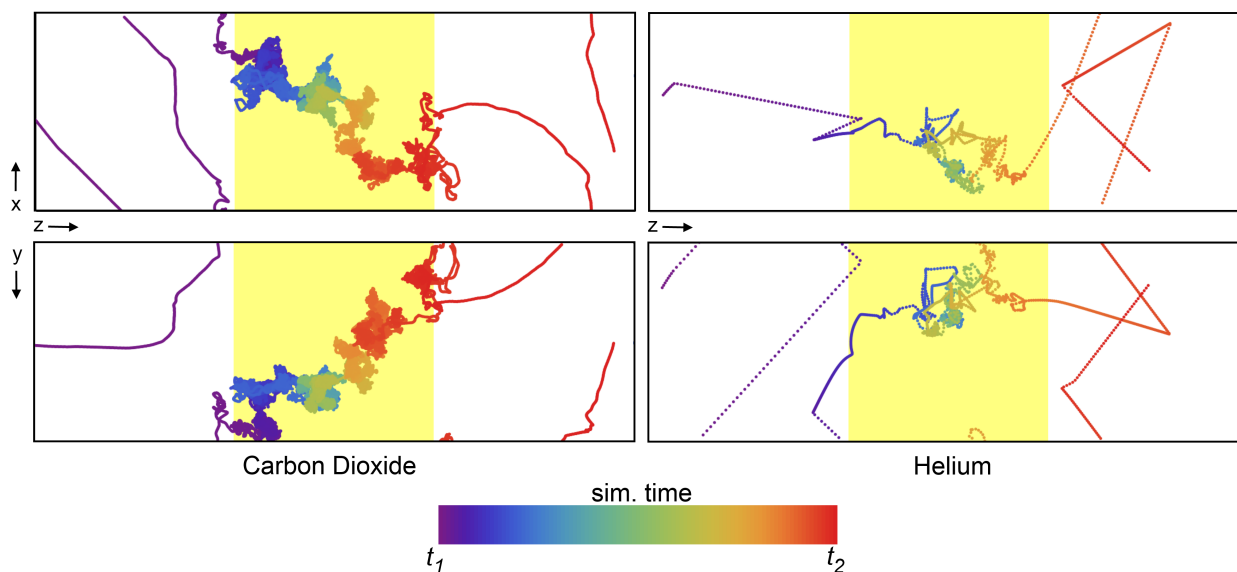 x
z
z
y
Carbon Dioxide
Helium
sim. time
t1
t2